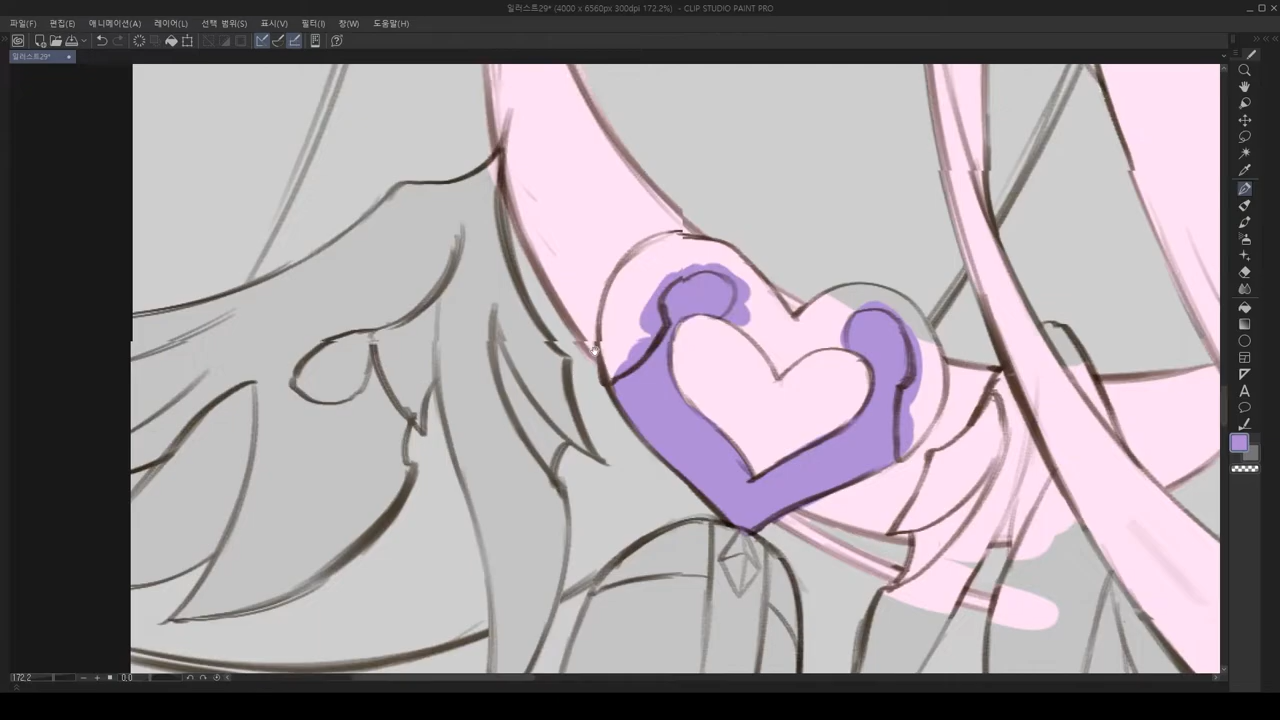 일러스트29* (4000 x 6560px 300dpi 172.2%) - CLIP STUDIO PAINT PRO
파일(F) 편집(E) 애니메이션(A) 레이어(L) 선택 범위(S) 표시(V) 필터(I) 창(W) 도움말(H)
일러스트29*
172.2 0.0